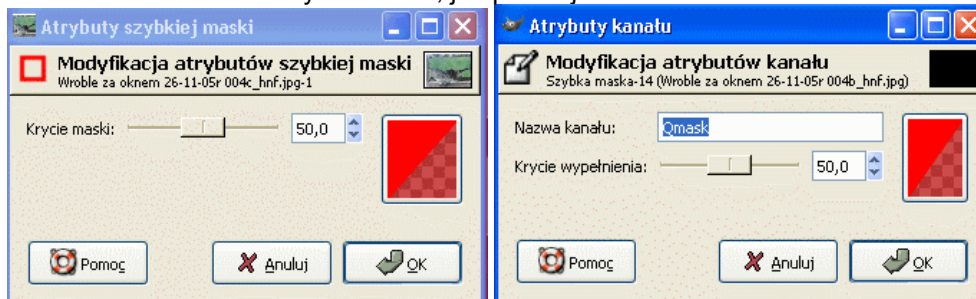 Atrybuty szybkiej maski
Modyfikacja atrybutów szybkiej maski
Wroble za oknem 26-11-05r 004c_hnf.jpg-1
Krycie maski:
50,0
Pomoc
Anuluj
OK
Atrybuty kanału
Modyfikacja atrybutów kanału
Szybka maska-14 (Wroble za oknem 26-11-05r 004b_hnf.jpg)
Nazwa kanału:
Qmask
Krycie wypełnienia:
50,0
Pomoc
Anuluj
OK